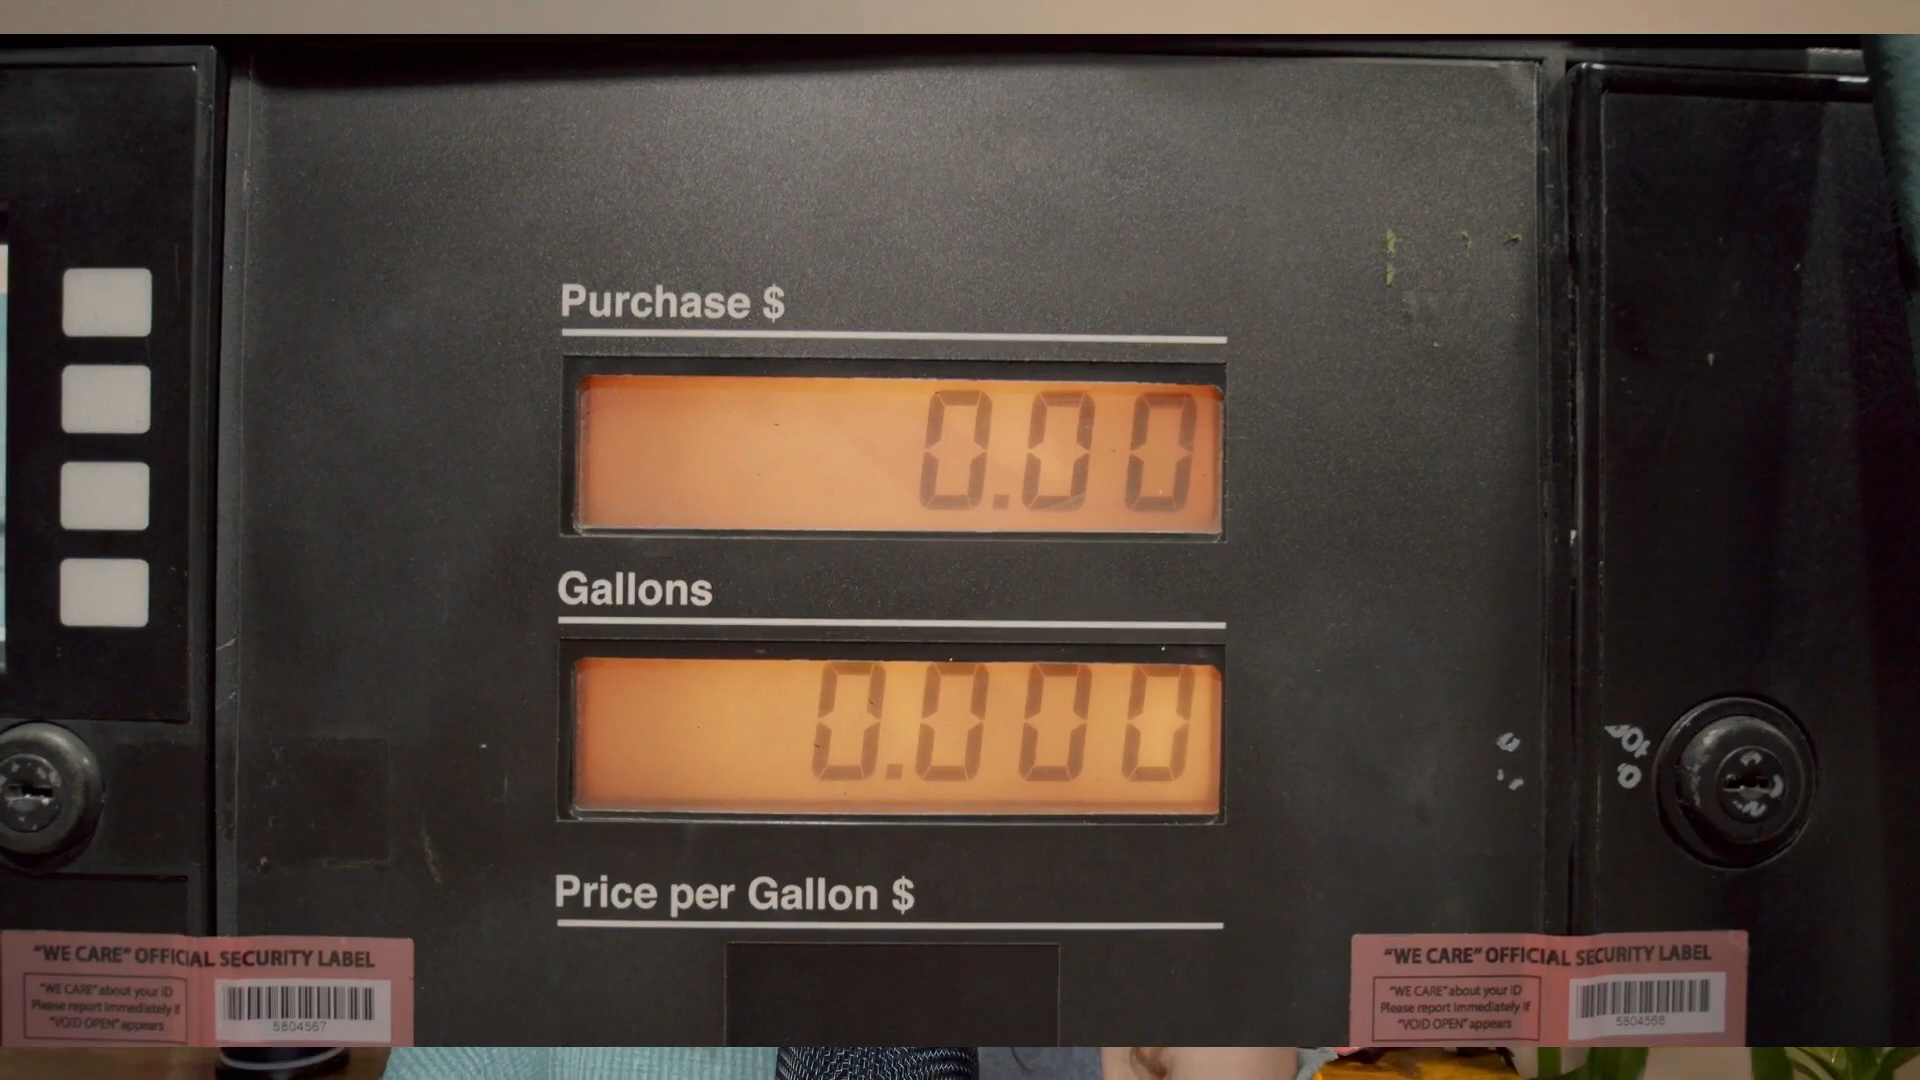 Purchase $
0.00
Gallons
0.000
Price per Gallon $
"WE CARE" OFFICIAL SECURITY LABEL
"WE CARE" about your ID
Please report immediately if
"VOID OPEN" appears
5804567
"WE CARE" OFFICIAL SECURITY LABEL
"WE CARE" about your ID
Please report immediately if
"VOID OPEN" appears
5804568